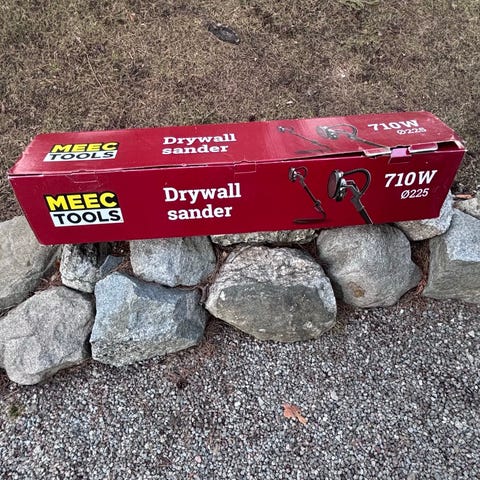 MEEC
TOOLS
Drywall
sander
710W
Ø225
MEEC
TOOLS
Drywall
sander
710W
Ø225